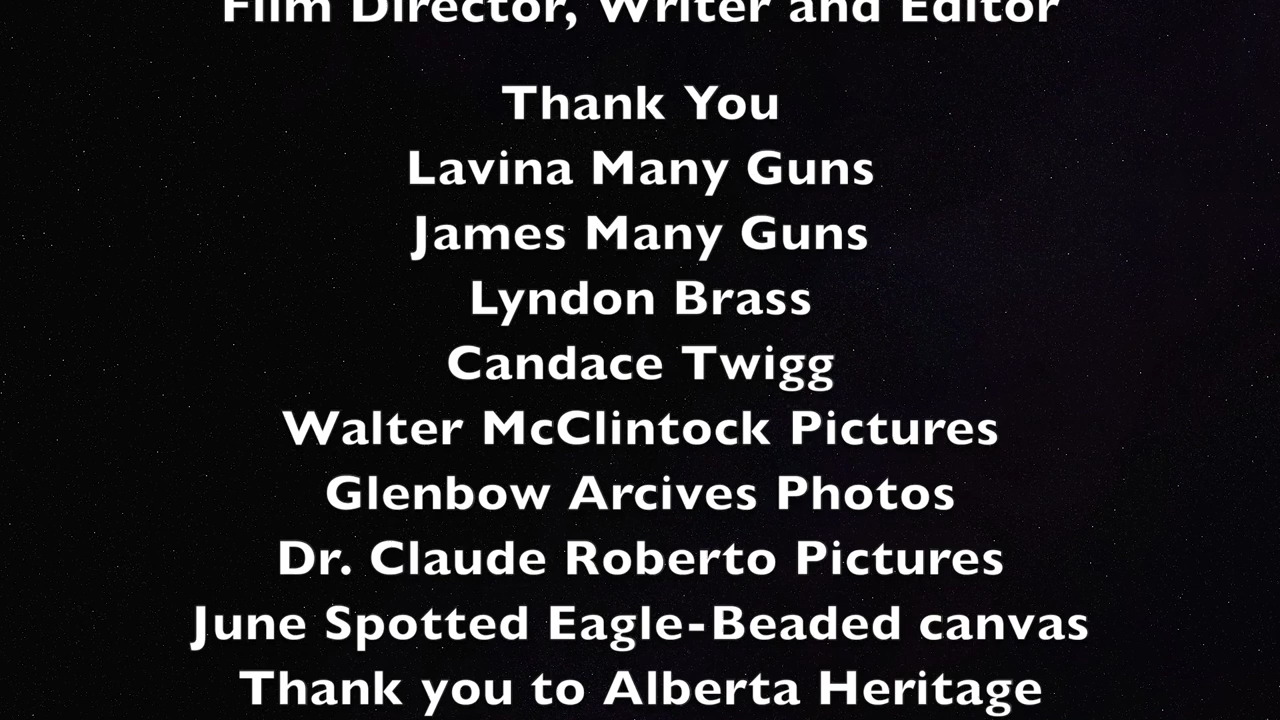 Film Director, Writer and Editor
Thank You
Lavina Many Guns
James Many Guns
Lyndon Brass
Candace Twigg
Walter McClintock Pictures
Glenbow Arcives Photos
Dr. Claude Roberto Pictures
June Spotted Eagle-Beaded canvas
Thank you to Alberta Heritage